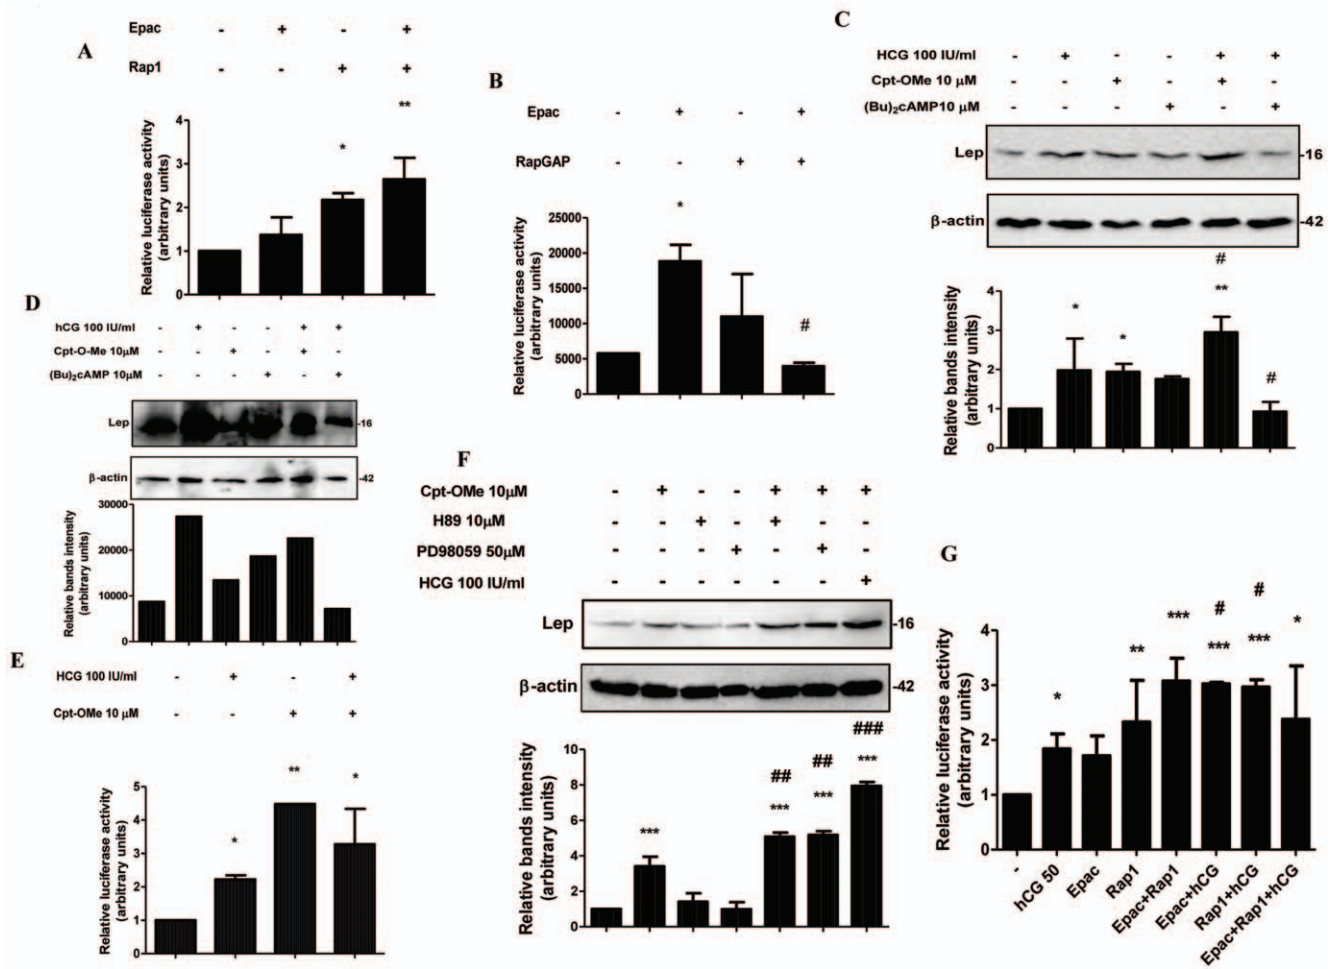 A
Epac - + - +
Rap1 - - + +
* **
Relative luciferase activity
(arbitrary units)
4
3
2
1
0
B
Epac - + - +
RapGAP - - + +
* #
Relative luciferase activity
(arbitrary units)
25000
20000
15000
10000
5000
0
C
HCG 100 IU/ml - + - - + +
Cpt-OMe 10 μM - - + - + -
(Bu)₂cAMP10 μM - - - + - +
Lep -16
β-actin -42
#
* * ** #
Relative bands intensity
(arbitrary units)
4
3
2
1
0
D
hCG 100 IU/ml - + - - + +
Cpt-O-Me 10μM - - + - + -
(Bu)₂cAMP 10μM - - - + - +
Lep -16
β-actin -42
Relative bands intensity
(arbitrary units)
30000
20000
10000
0
E
HCG 100 IU/ml - + - +
Cpt-OMe 10 μM - - + +
* ** *
Relative luciferase activity
(arbitrary units)
5
4
3
2
1
0
F
Cpt-OMe 10μM - + - - + + +
H89 10μM - - + - + - -
PD98059 50μM - - - + - + -
HCG 100 IU/ml - - - - - - +
Lep -16
β-actin -42
## ## ###
*** *** *** ***
Relative bands intensity
(arbitrary units)
10
8
6
4
2
0
G
# #
* ** *** *** *** *
Relative luciferase activity
(arbitrary units)
4
3
2
1
0
-
hCG 50
Epac
Rap1
Epac+Rap1
Epac+hCG
Rap1+hCG
Epac+Rap1+hCG